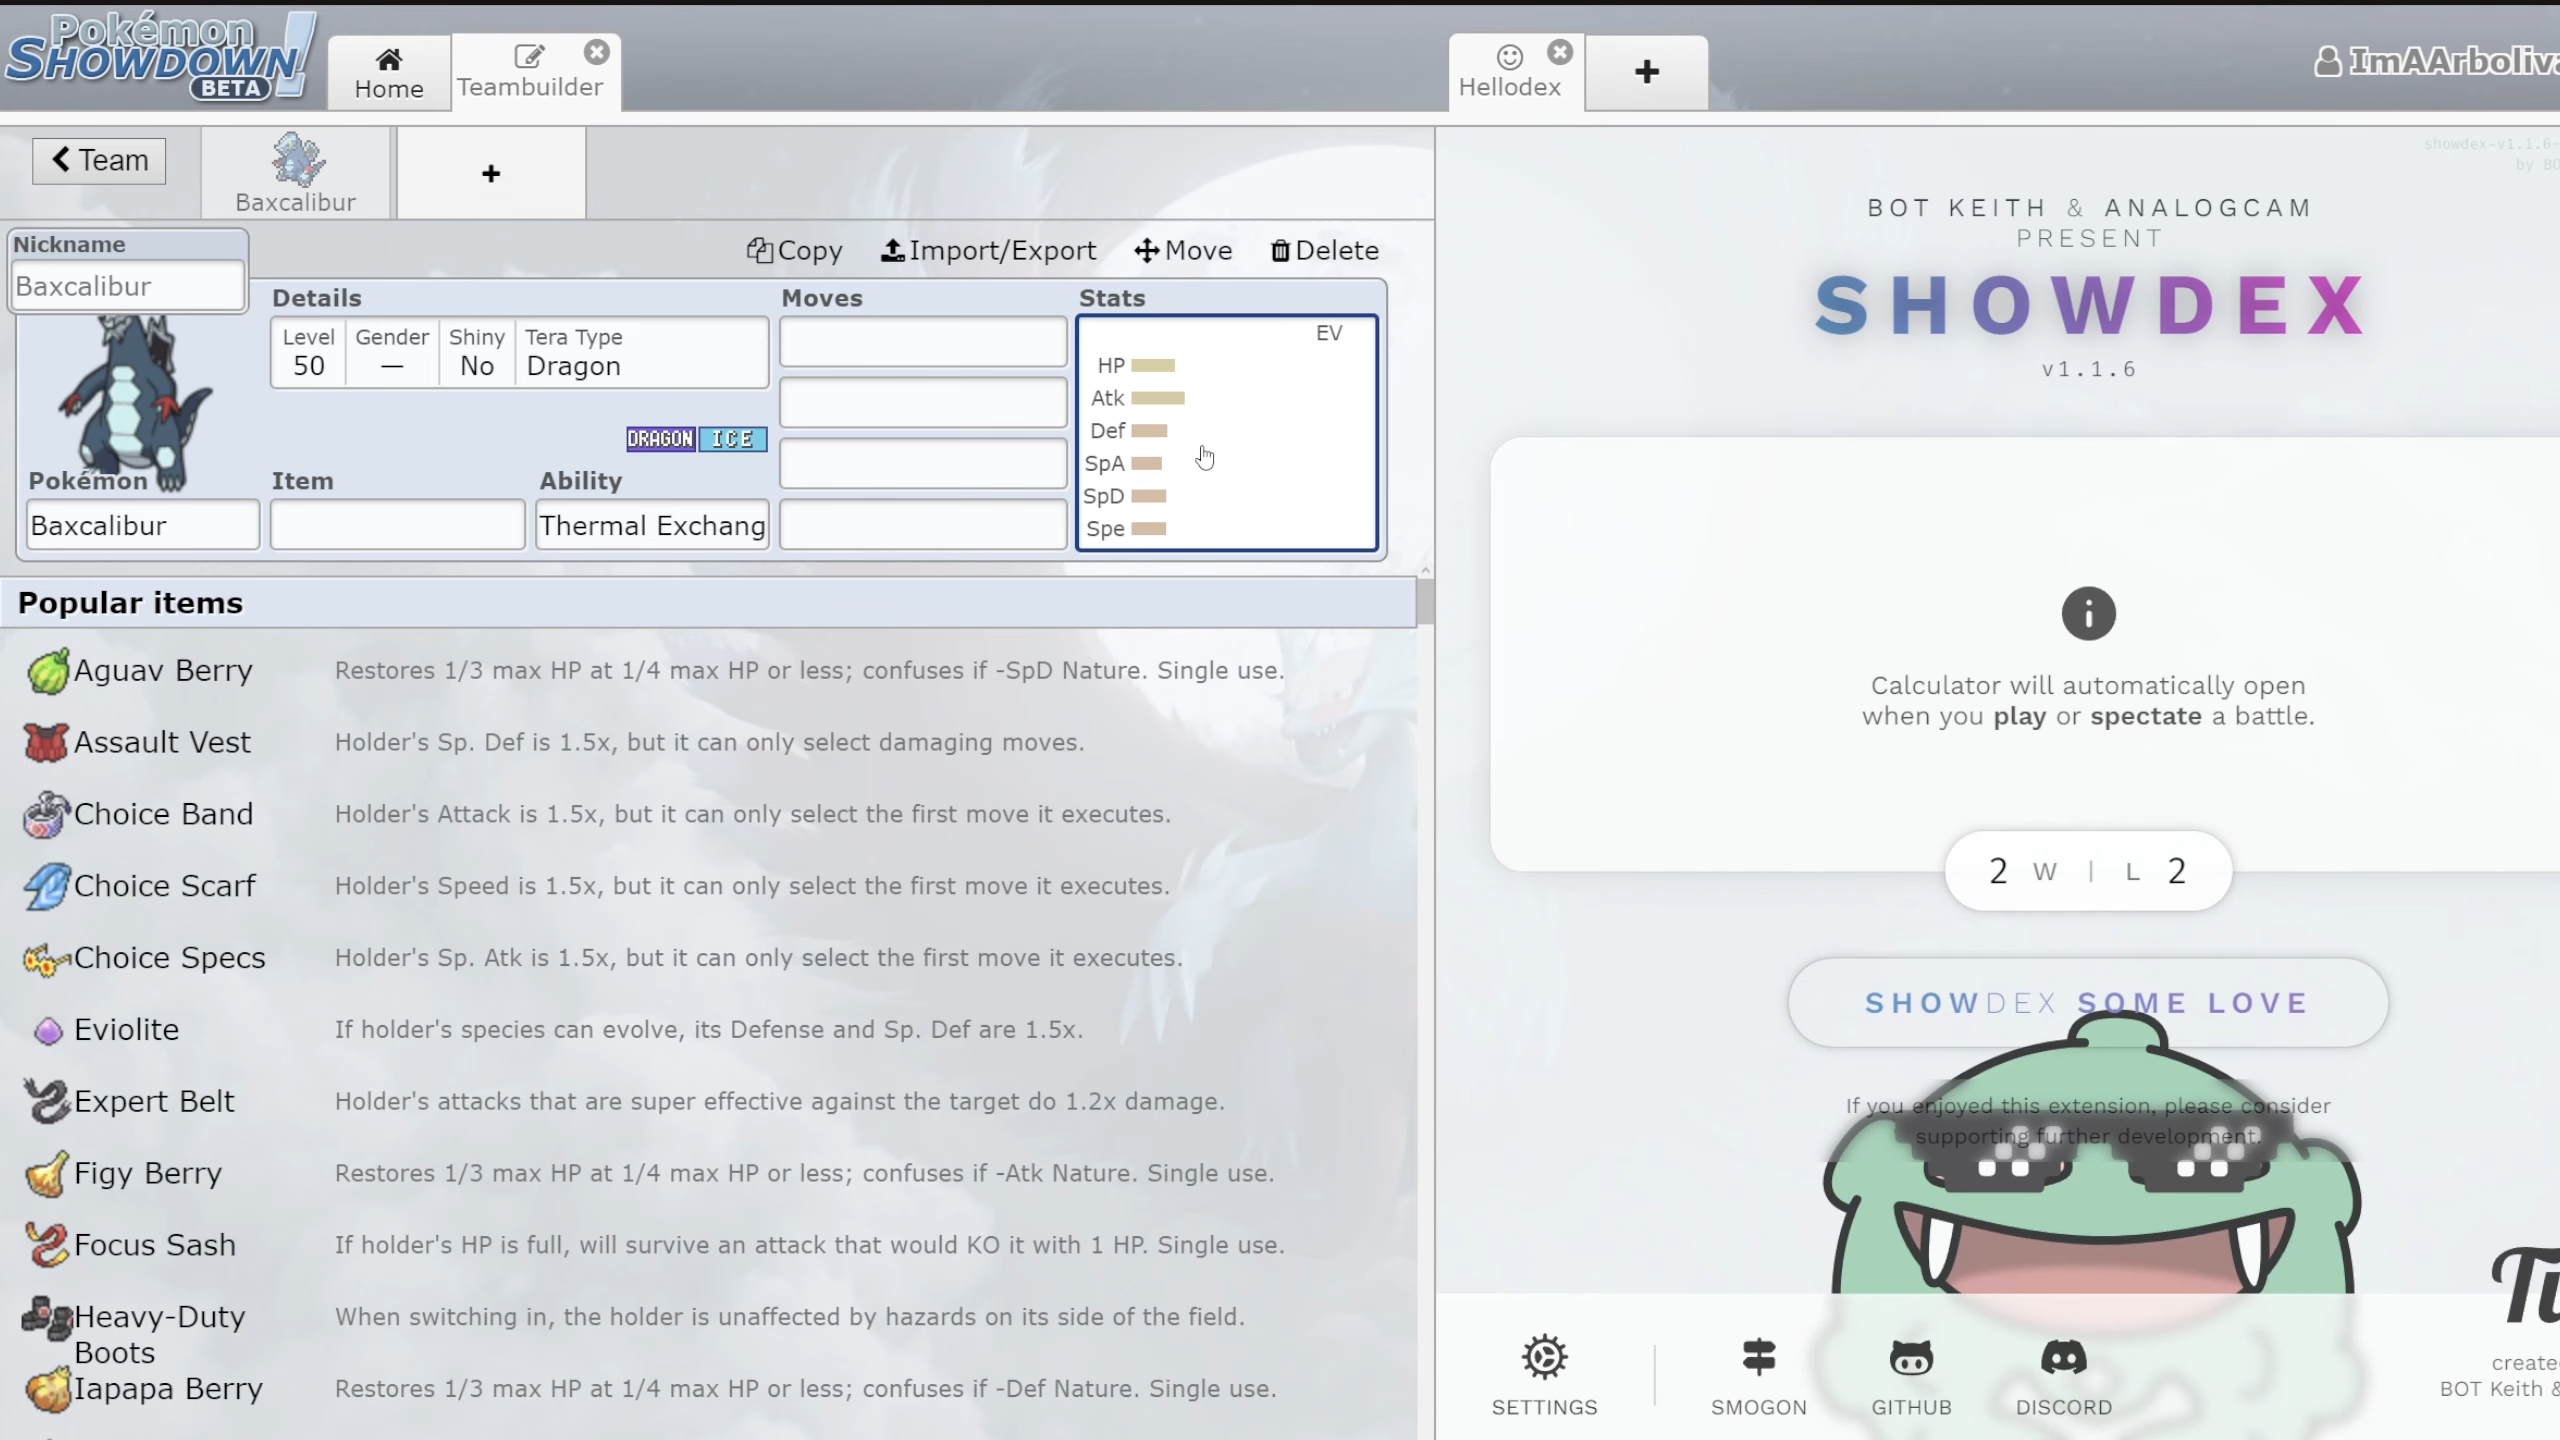 Pokémon
SHOWDOWN!
BETA
Home
Teambuilder
Hellodex
+
ImAArboliva
Team
Baxcalibur
+
showdex-v1.1.6-
by BO
Nickname
Baxcalibur
Copy
Import/Export
Move
Delete
Details
Moves
Stats
Level
50
Gender
—
Shiny
No
Tera Type
Dragon
EV
HP
Atk
Def
SpA
SpD
Spe
DRAGON ICE
Pokémon
Baxcalibur
Item
Ability
Thermal Exchang
Popular items
Aguav Berry Restores 1/3 max HP at 1/4 max HP or less; confuses if -SpD Nature. Single use.
Assault Vest Holder's Sp. Def is 1.5x, but it can only select damaging moves.
Choice Band Holder's Attack is 1.5x, but it can only select the first move it executes.
Choice Scarf Holder's Speed is 1.5x, but it can only select the first move it executes.
Choice Specs Holder's Sp. Atk is 1.5x, but it can only select the first move it executes.
Eviolite If holder's species can evolve, its Defense and Sp. Def are 1.5x.
Expert Belt Holder's attacks that are super effective against the target do 1.2x damage.
Figy Berry Restores 1/3 max HP at 1/4 max HP or less; confuses if -Atk Nature. Single use.
Focus Sash If holder's HP is full, will survive an attack that would KO it with 1 HP. Single use.
Heavy-Duty
Boots When switching in, the holder is unaffected by hazards on its side of the field.
Iapapa Berry Restores 1/3 max HP at 1/4 max HP or less; confuses if -Def Nature. Single use.
BOT KEITH & ANALOGCAM
PRESENT
SHOWDEX
v1.1.6
Calculator will automatically open
when you play or spectate a battle.
2 W | L 2
SHOWDEX SOME LOVE
If you enjoyed this extension, please consider
supporting further development.
SETTINGS
SMOGON
GITHUB
DISCORD
Ti
create
BOT Keith &